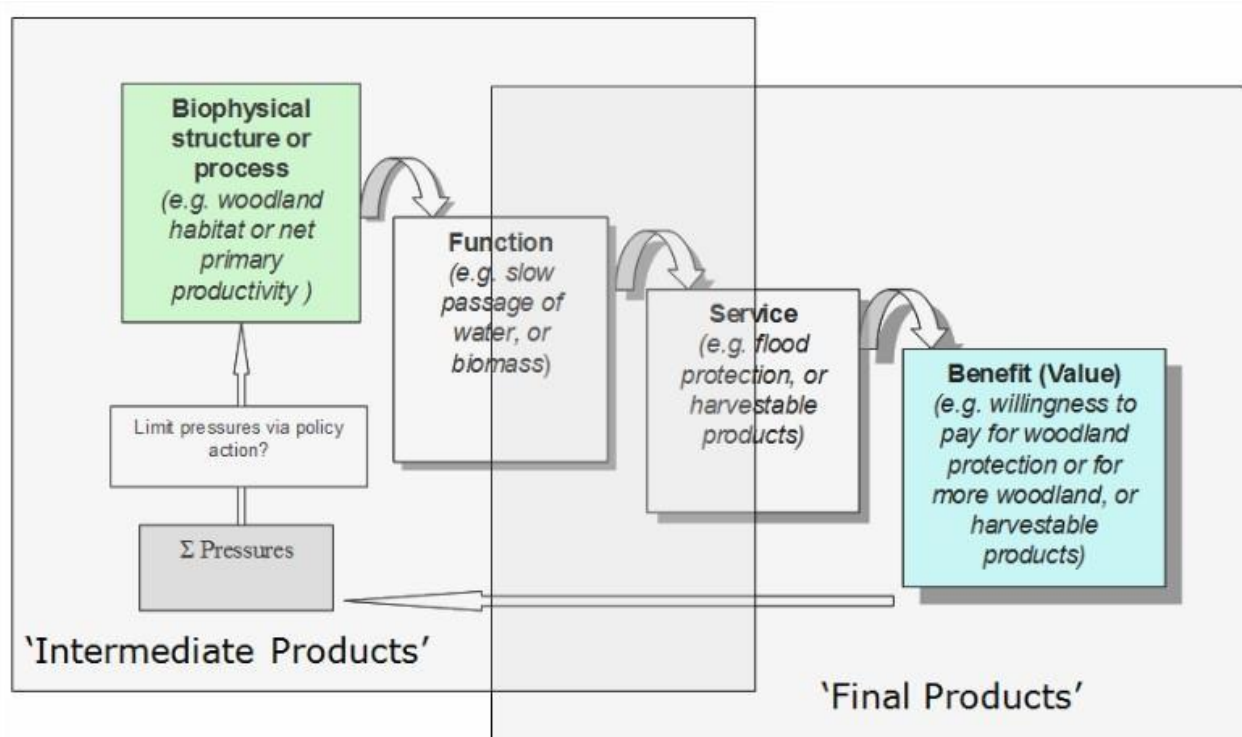 Biophysical
structure or
process
(e.g. woodland
habitat or net
primary
productivity )
Function
(e.g. slow
passage of
water, or
biomass)
Service
(e.g. flood
protection, or
harvestable
products)
Benefit (Value)
(e.g. willingness to
pay for woodland
protection or for
more woodland, or
harvestable
products)
Limit pressures via policy
action?
Σ Pressures
‘Intermediate Products’
‘Final Products’